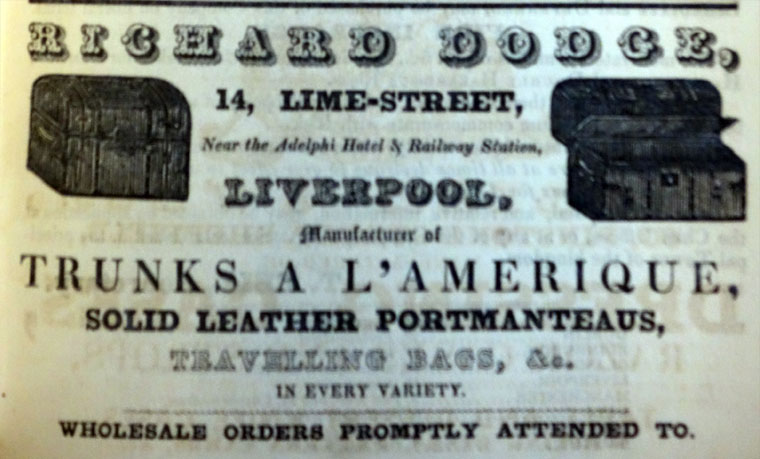 RICHARD DODGE,
14, LIME-STREET,
Near the Adelphi Hotel & Railway Station,
LIVERPOOL,
Manufacturer of
TRUNKS A L'AMERIQUE,
SOLID LEATHER PORTMANTEAUS,
TRAVELLING BAGS, &c.
IN EVERY VARIETY.
WHOLESALE ORDERS PROMPTLY ATTENDED TO.